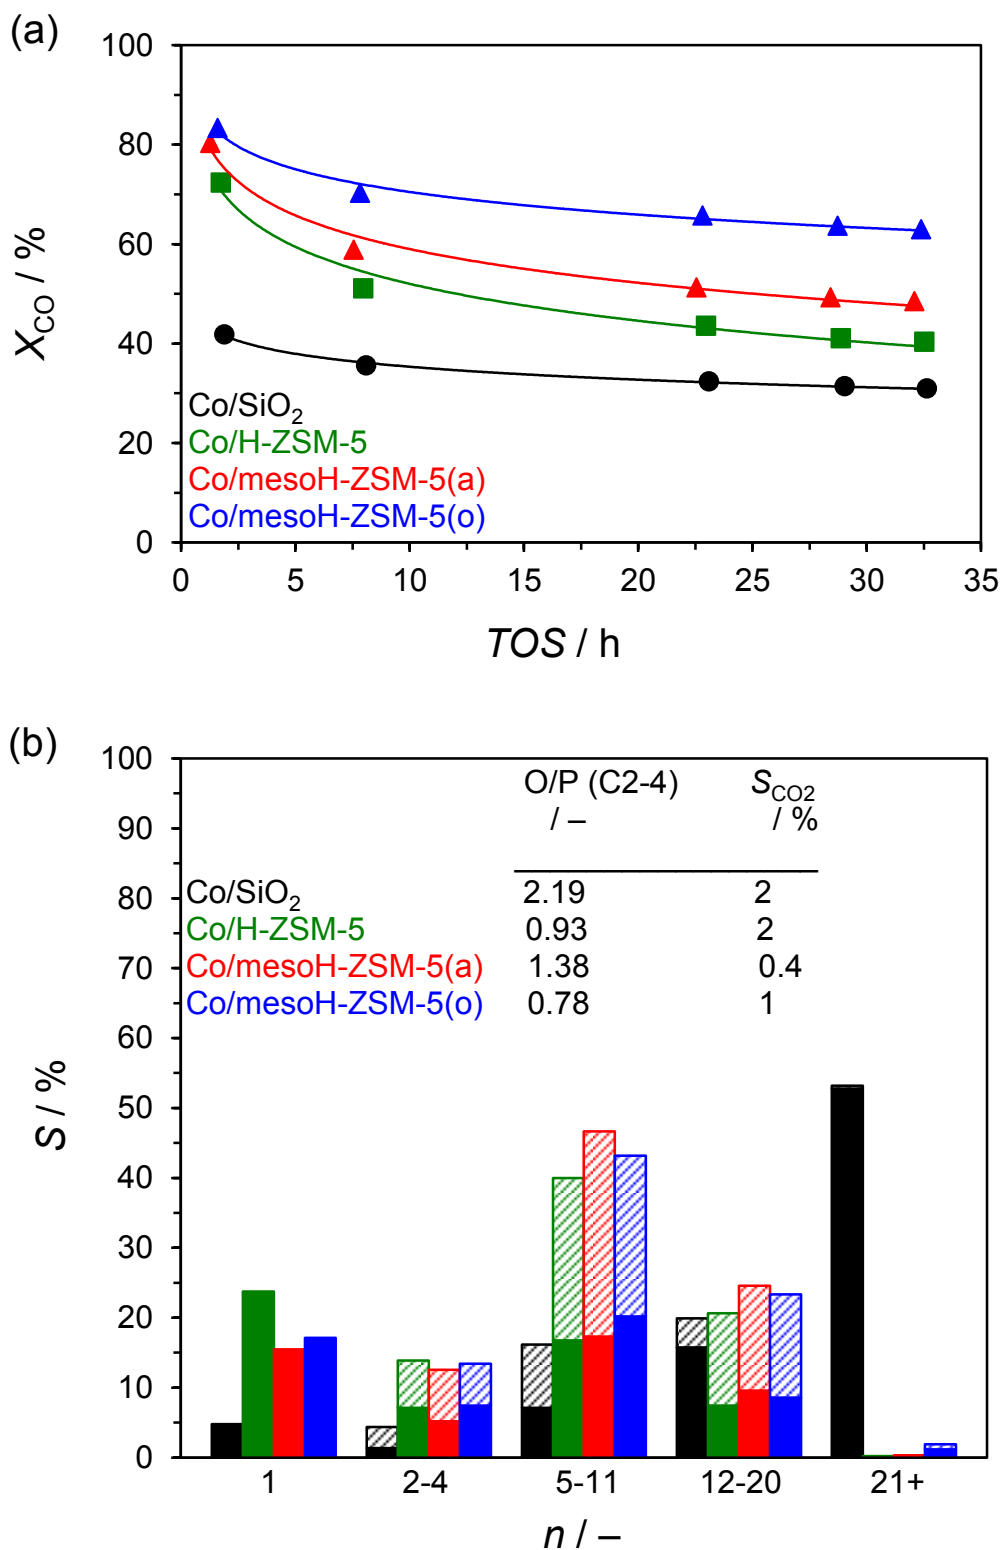 (a)
100
80
60
40
20
0
X_CO / %
Co/SiO₂
Co/H-ZSM-5
Co/mesoH-ZSM-5(a)
Co/mesoH-ZSM-5(o)
0 5 10 15 20 25 30 35
TOS / h
(b)
100
90
80
70
60
50
40
30
20
10
0
S / %
O/P (C2-4) S_CO2
/ – / %
Co/SiO₂ 2.19 2
Co/H-ZSM-5 0.93 2
Co/mesoH-ZSM-5(a) 1.38 0.4
Co/mesoH-ZSM-5(o) 0.78 1
1 2-4 5-11 12-20 21+
n / –